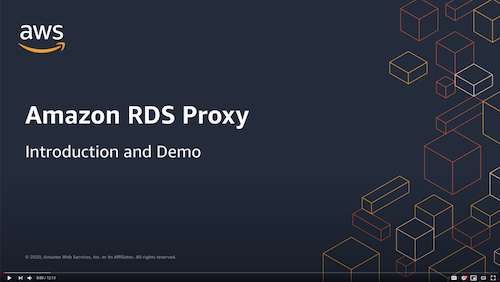 aws
Amazon RDS Proxy
Introduction and Demo
© 2020, Amazon Web Services, Inc. or its Affiliates. All rights reserved.
0:00 / 12:13